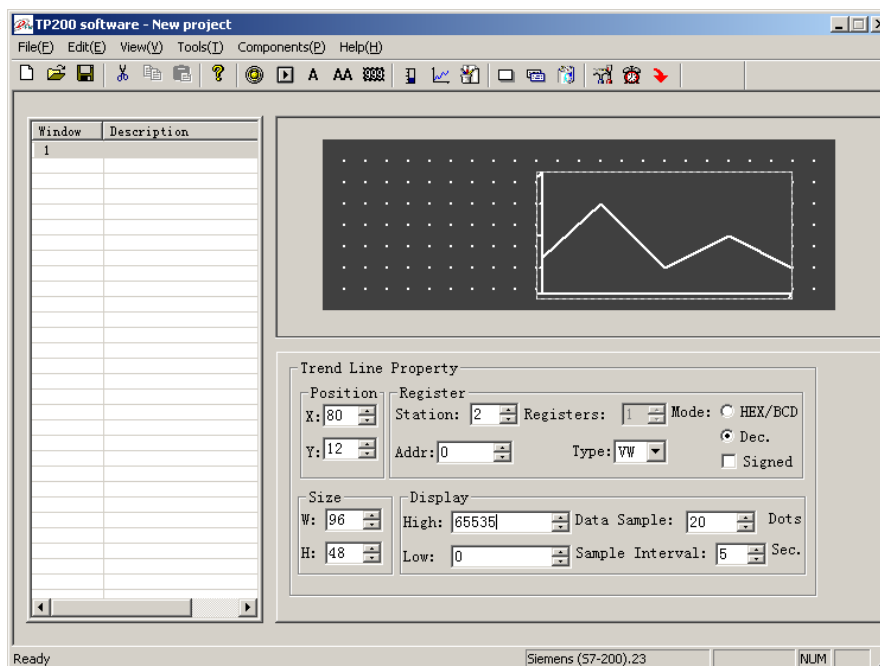 TP200 software - New project
File(F) Edit(E) View(V) Tools(T) Components(P) Help(H)
A AA
Window Description
1
Trend Line Property
Position Register
X: 80 Station: 2 Registers: 1 Mode: HEX/BCD
Dec.
Y: 12 Addr: 0 Type: VW
Signed
Size Display
W: 96 High: 65535 Data Sample: 20 Dots
H: 48 Low: 0 Sample Interval: 5 Sec.
Ready Siemens (S7-200).23 NUM